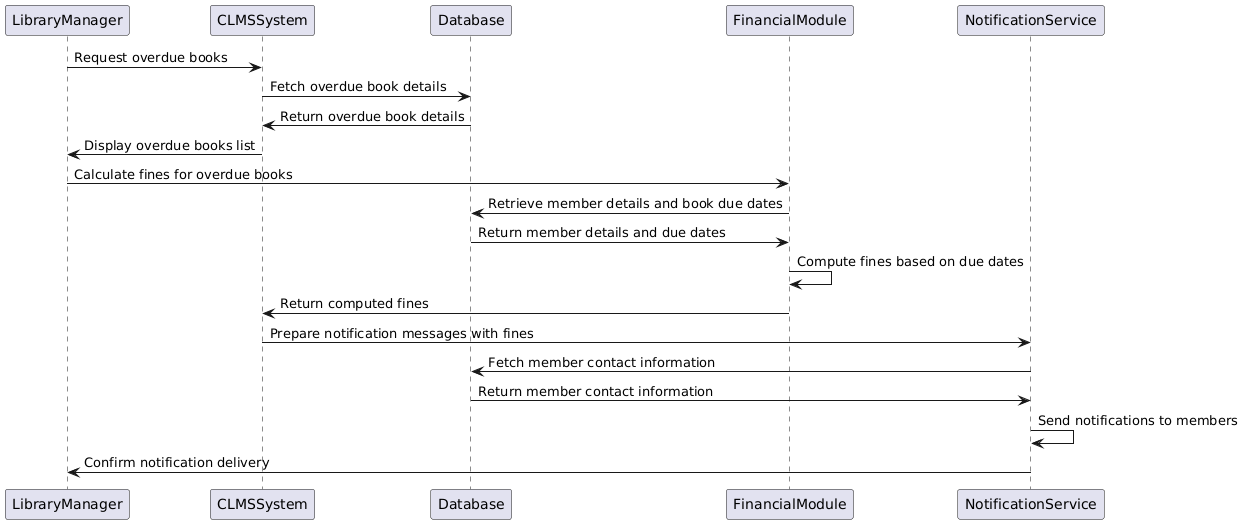 LibraryManager
CLMSSystem
Database
FinancialModule
NotificationService
Request overdue books
Fetch overdue book details
Return overdue book details
Display overdue books list
Calculate fines for overdue books
Retrieve member details and book due dates
Return member details and due dates
Compute fines based on due dates
Return computed fines
Prepare notification messages with fines
Fetch member contact information
Return member contact information
Send notifications to members
Confirm notification delivery
LibraryManager
CLMSSystem
Database
FinancialModule
NotificationService